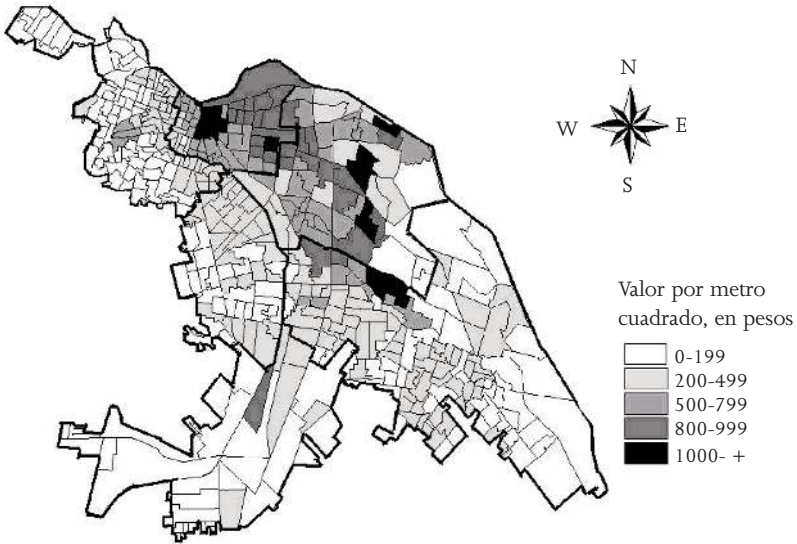 N
W E
S
Valor por metro
cuadrado, en pesos
0-199
200-499
500-799
800-999
1000- +